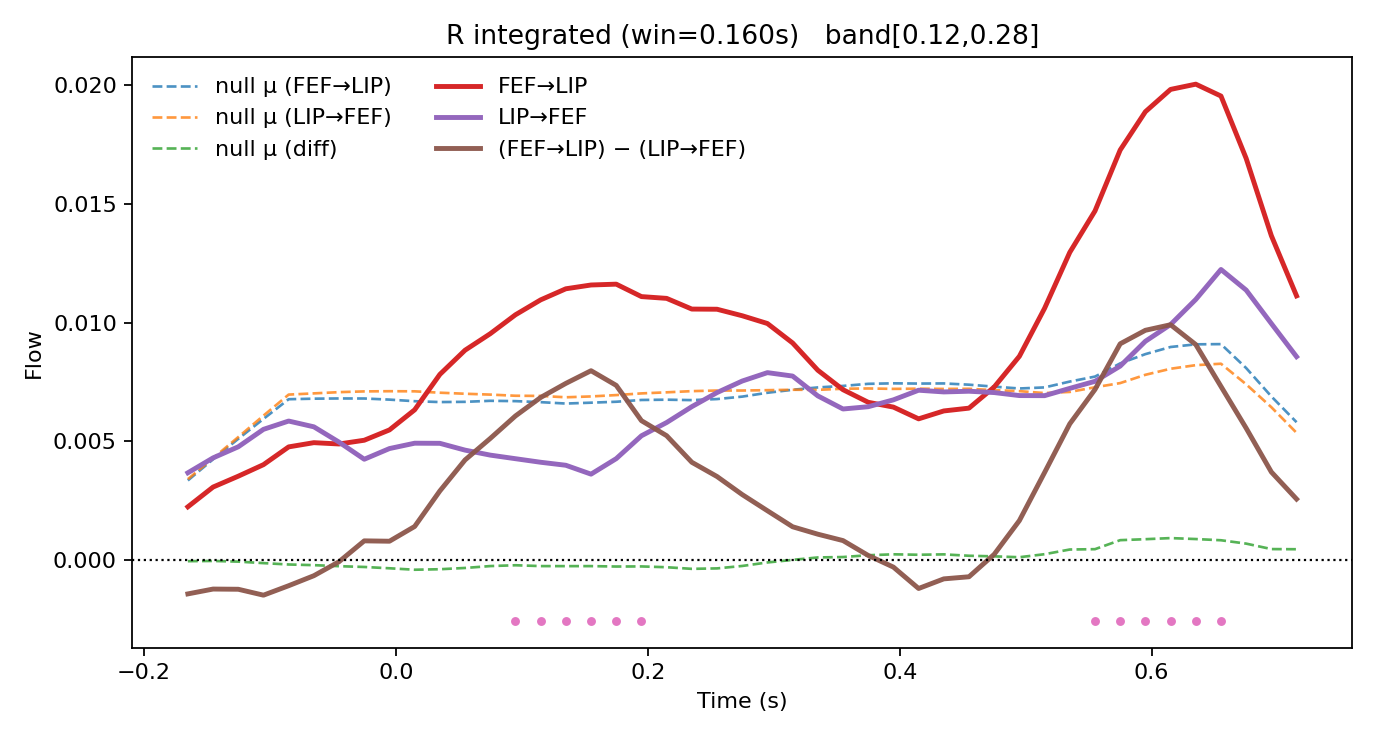 R integrated (win=0.160s)   band[0.12,0.28]
null μ (FEF→LIP)
null μ (LIP→FEF)
null μ (diff)
FEF→LIP
LIP→FEF
(FEF→LIP) − (LIP→FEF)
Flow
0.020
0.015
0.010
0.005
0.000
−0.2
0.0
0.2
0.4
0.6
Time (s)